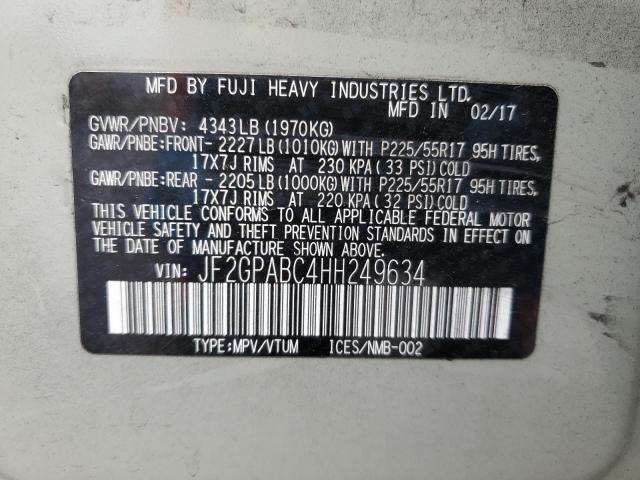 MFD BY FUJI HEAVY INDUSTRIES LTD.
MFD IN 02/17
GVWR/PNBV: 4343LB (1970KG)
GAWR/PNBE:FRONT- 2227LB (1010KG) WITH P225/55R17 95H TIRES,
17X7J RIMS AT 230 KPA (33 PSI) COLD
GAWR/PNBE:REAR - 2205LB (1000KG) WITH P225/55R17 95H TIRES,
17X7J RIMS AT 220 KPA (32 PSI) COLD
THIS VEHICLE CONFORMS TO ALL APPLICABLE FEDERAL MOTOR
VEHICLE SAFETY AND THEFT PREVENTION STANDARDS IN EFFECT ON
THE DATE OF MANUFACTURE SHOWN ABOVE.
VIN: JF2GPABC4HH249634
TYPE:MPV/VTUM ICES/NMB-002